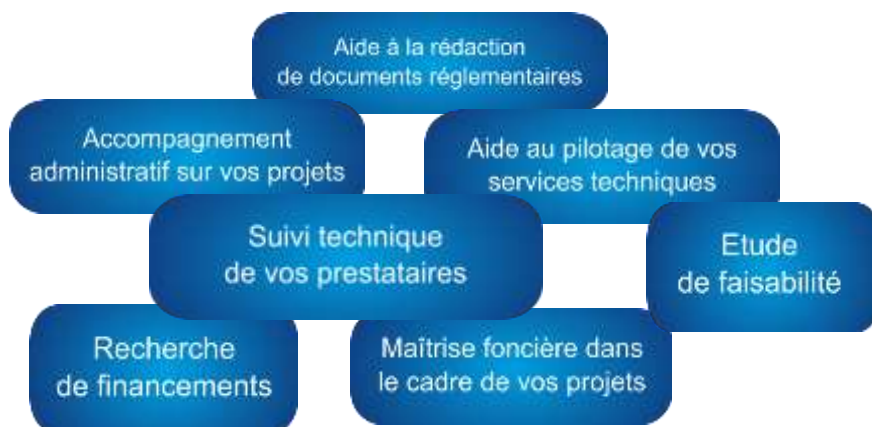 Aide à la rédaction
de documents réglementaires
Accompagnement
administratif sur vos projets
Aide au pilotage de vos
services techniques
Suivi technique
de vos prestataires
Etude
de faisabilité
Recherche
de financements
Maîtrise foncière dans
le cadre de vos projets